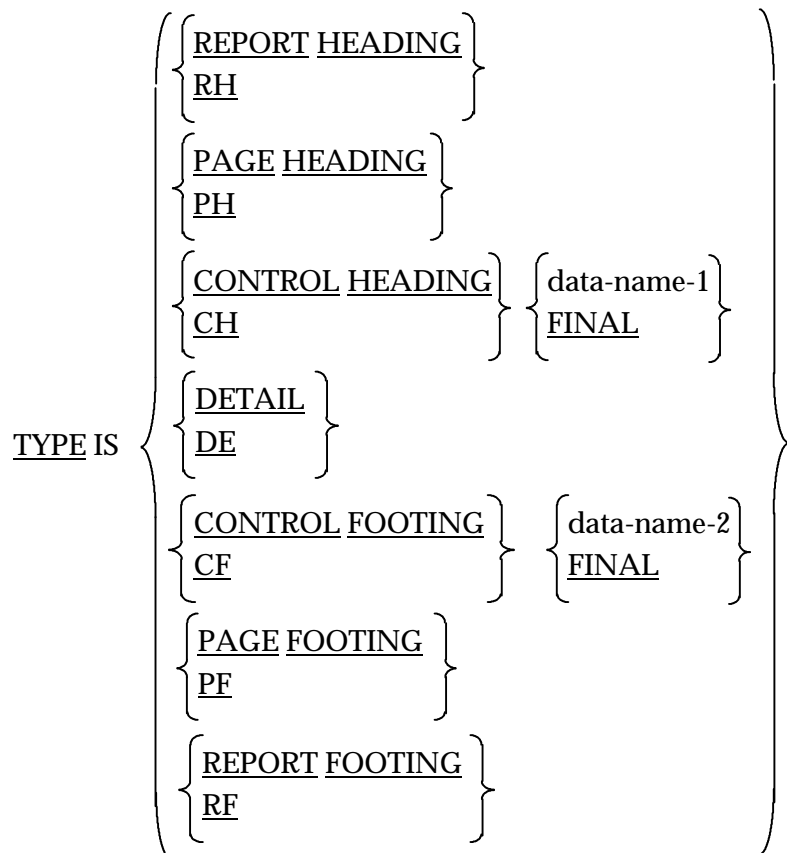 REPORT HEADING
RH
PAGE HEADING
PH
CONTROL HEADING data-name-1
CH FINAL
TYPE IS
DETAIL
DE
CONTROL FOOTING data-name-2
CF FINAL
PAGE FOOTING
PF
REPORT FOOTING
RF